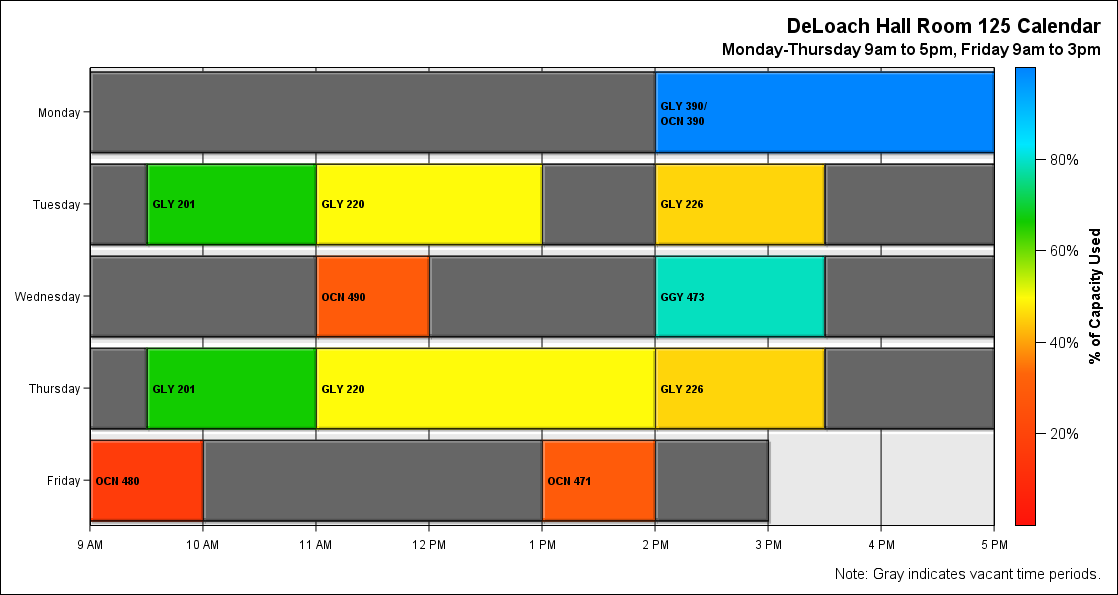 DeLoach Hall Room 125 Calendar
Monday-Thursday 9am to 5pm, Friday 9am to 3pm
Monday
GLY 390/
OCN 390
Tuesday
GLY 201
GLY 220
GLY 226
Wednesday
OCN 490
GGY 473
Thursday
GLY 201
GLY 220
GLY 226
Friday
OCN 480
OCN 471
9 AM
10 AM
11 AM
12 PM
1 PM
2 PM
3 PM
4 PM
5 PM
80%
60%
40%
20%
% of Capacity Used
Note: Gray indicates vacant time periods.